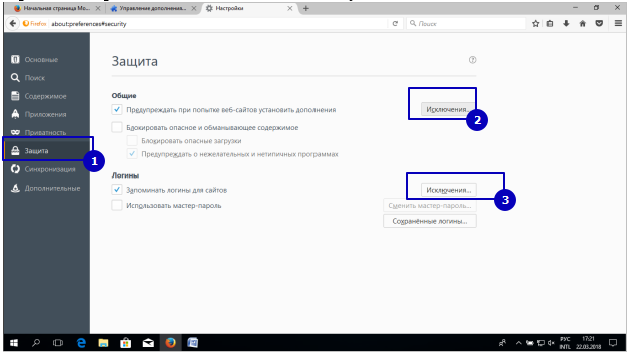 Начальная страница Mo...
Управление дополнения...
Настройки
Firefox
about:preferences#security
Поиск
Основные
Поиск
Содержимое
Приложения
Приватность
Защита
Синхронизация
Дополнительные
1
Защита
Общие
Предупреждать при попытке веб-сайтов установить дополнения
Исключения...
2
Блокировать опасное и обманывающее содержимое
Блокировать опасные загрузки
Предупреждать о нежелательных и нетипичных программах
Логины
Запоминать логины для сайтов
Исключения...
3
Использовать мастер-пароль
Сменить мастер-пароль...
Сохранённые логины...
РУС
INTL
17:21
22.03.2018